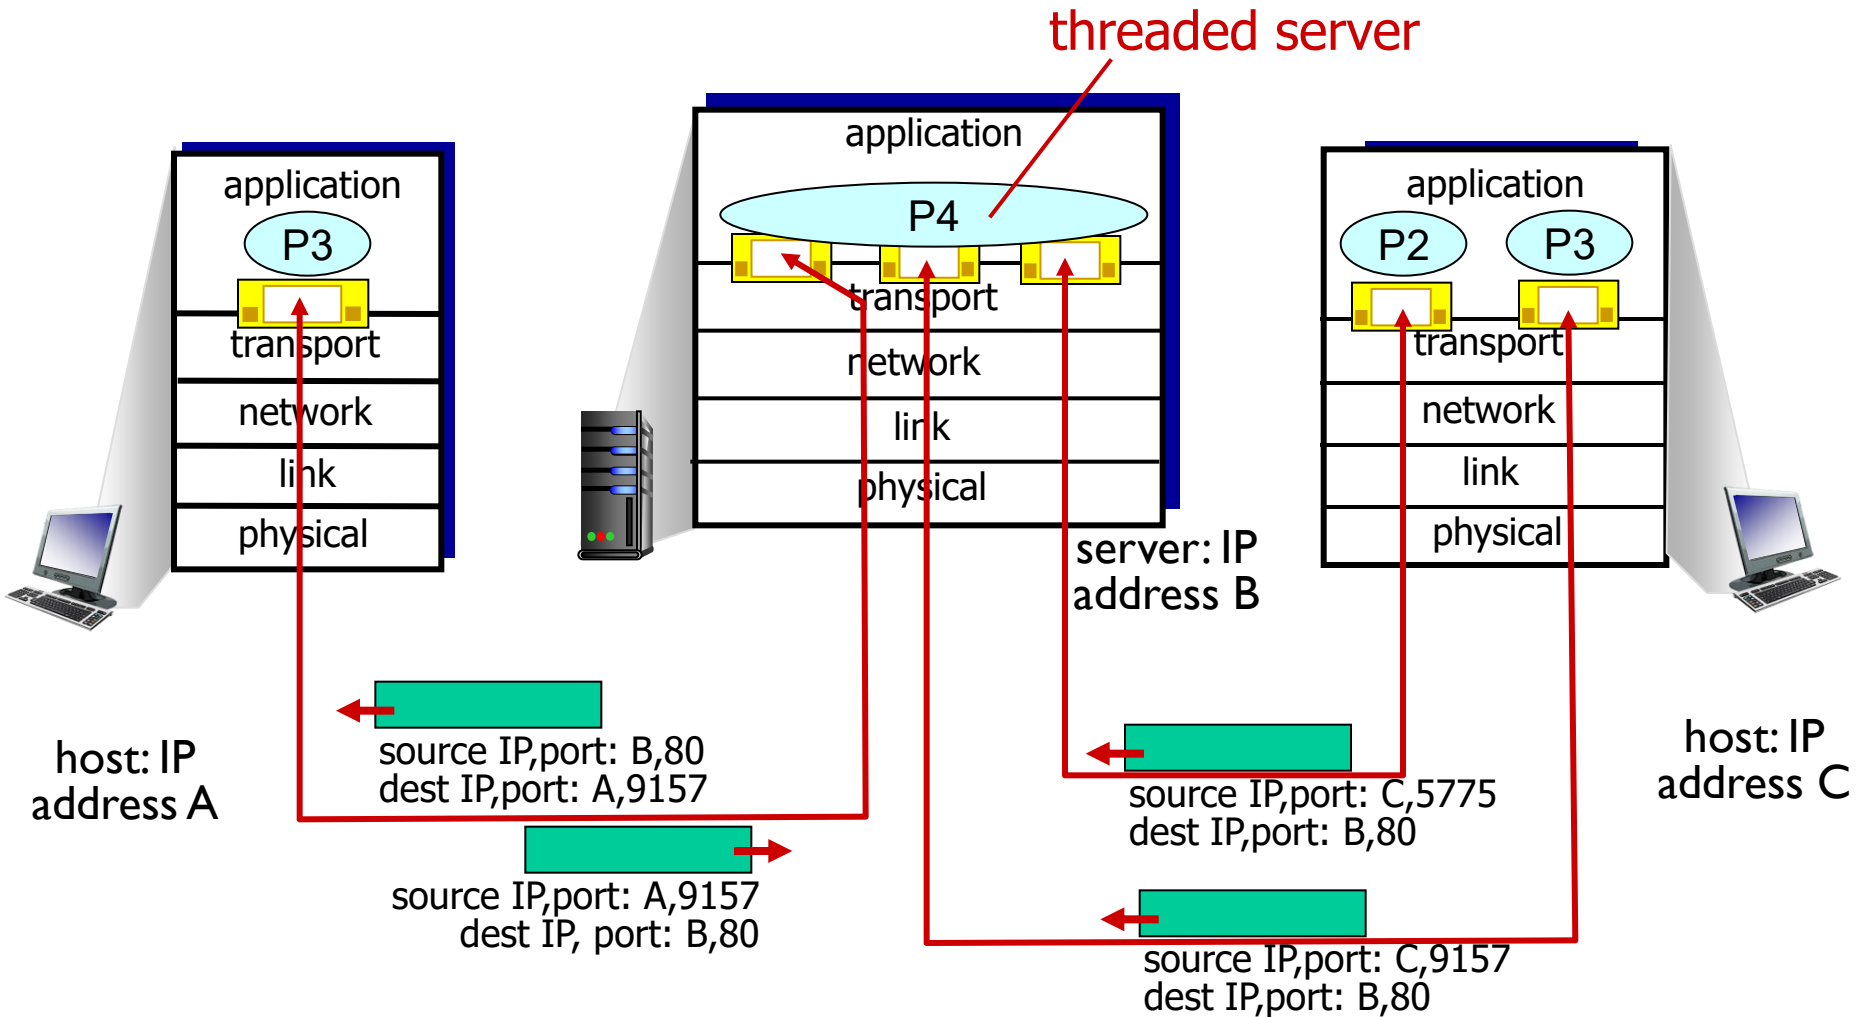 threaded server
application
P3
transport
network
link
physical
application
P4
transport
network
link
physical
application
P2
P3
transport
network
link
physical
server: IP
address B
host: IP
address A
source IP,port: B,80
dest IP,port: A,9157
source IP,port: A,9157
dest IP, port: B,80
source IP,port: C,5775
dest IP,port: B,80
source IP,port: C,9157
dest IP,port: B,80
host: IP
address C